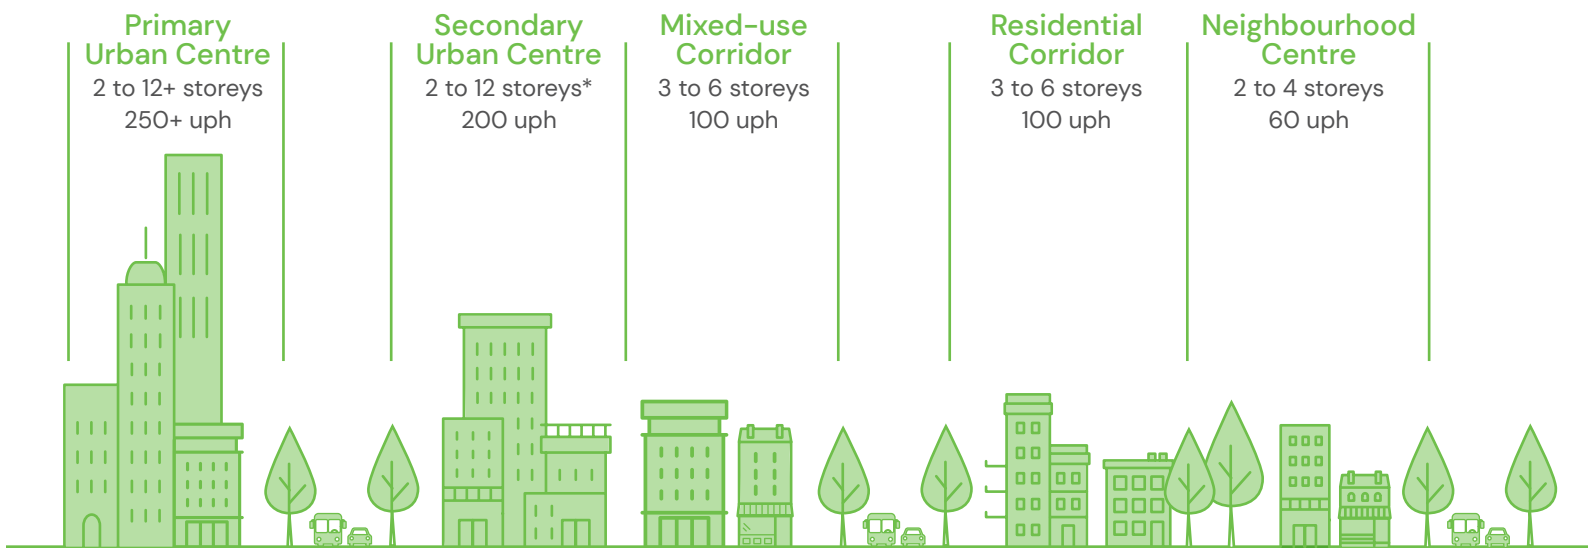 Primary
Urban Centre
2 to 12+ storeys
250+ uph
Secondary
Urban Centre
2 to 12 storeys*
200 uph
Mixed-use
Corridor
3 to 6 storeys
100 uph
Residential
Corridor
3 to 6 storeys
100 uph
Neighbourhood
Centre
2 to 4 storeys
60 uph